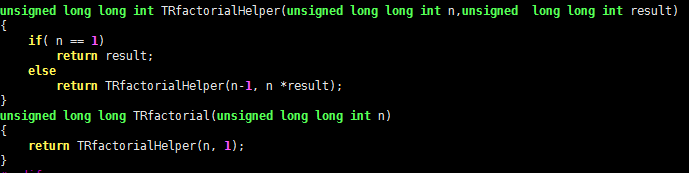 unsigned long long int TRfactorialHelper(unsigned long long int n,unsigned  long long int result)
{
    if( n == 1)
        return result;
    else
        return TRfactorialHelper(n-1, n *result);
}
unsigned long long TRfactorial(unsigned long long int n)
{
    return TRfactorialHelper(n, 1);
}